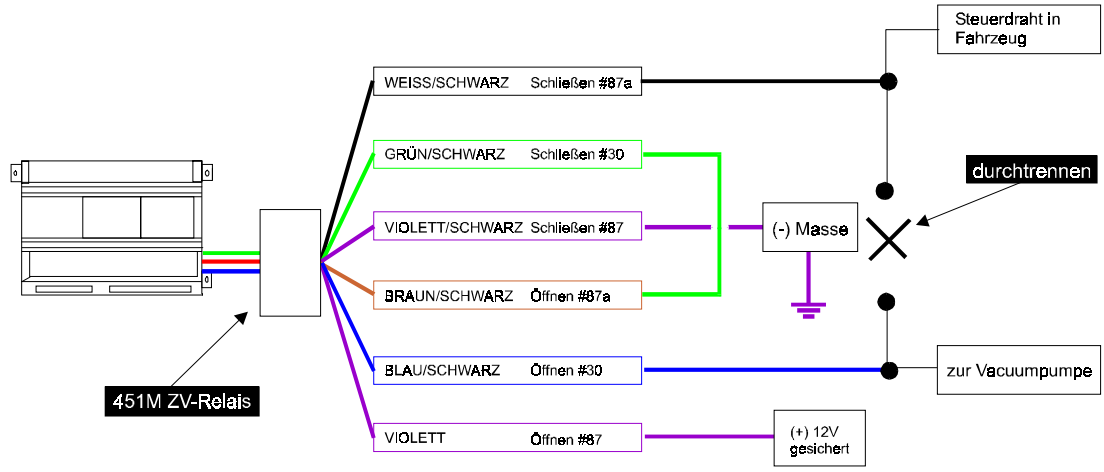 Steuerdraht in
Fahrzeug
WEISS/SCHWARZ Schließen #87a
GRÜN/SCHWARZ Schließen #30
durchtrennen
VIOLETT/SCHWARZ Schließen #87
(-) Masse
BRAUN/SCHWARZ Öffnen #87a
BLAU/SCHWARZ Öffnen #30
zur Vacuumpumpe
451M ZV-Relais
VIOLETT Öffnen #87
(+) 12V
gesichert